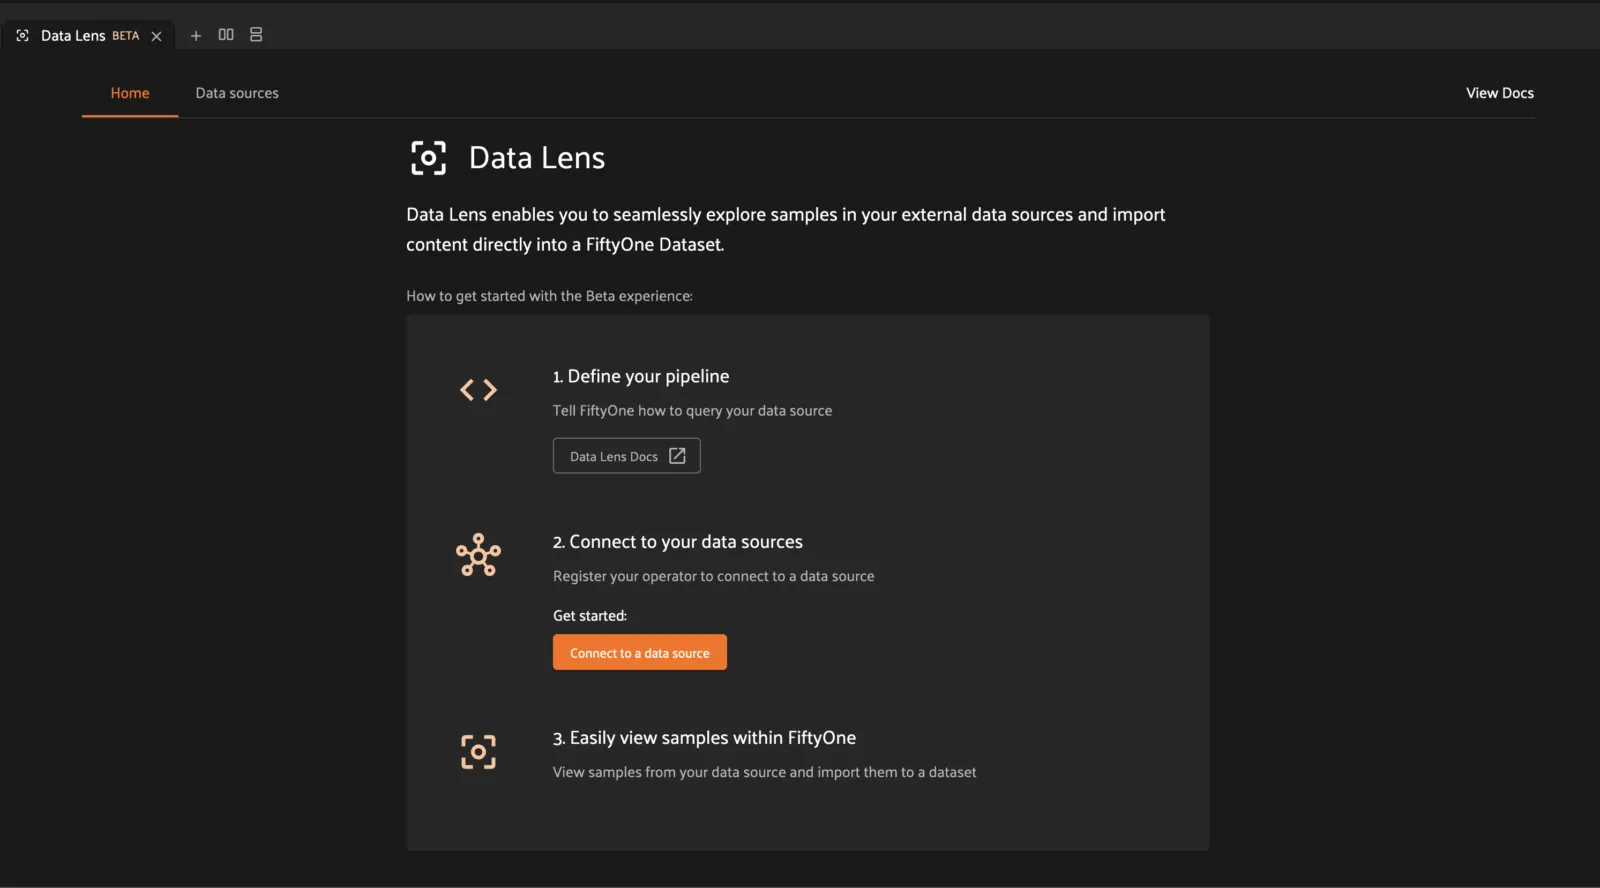 Data Lens BETA
Home
Data sources
View Docs
Data Lens
Data Lens enables you to seamlessly explore samples in your external data sources and import
content directly into a FiftyOne Dataset.
How to get started with the Beta experience:
1. Define your pipeline
Tell FiftyOne how to query your data source
Data Lens Docs
2. Connect to your data sources
Register your operator to connect to a data source
Get started:
Connect to a data source
3. Easily view samples within FiftyOne
View samples from your data source and import them to a dataset